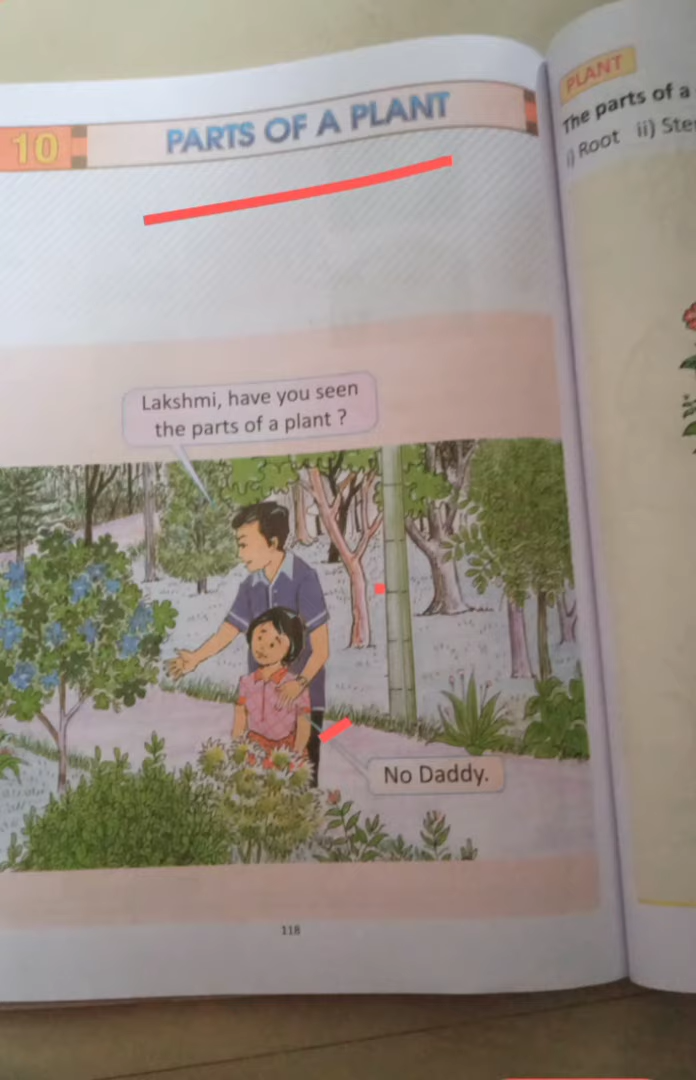 10
PARTS OF A PLANT
Lakshmi, have you seen
the parts of a plant ?
No Daddy.
118
PLANT
The parts of a
i) Root ii)